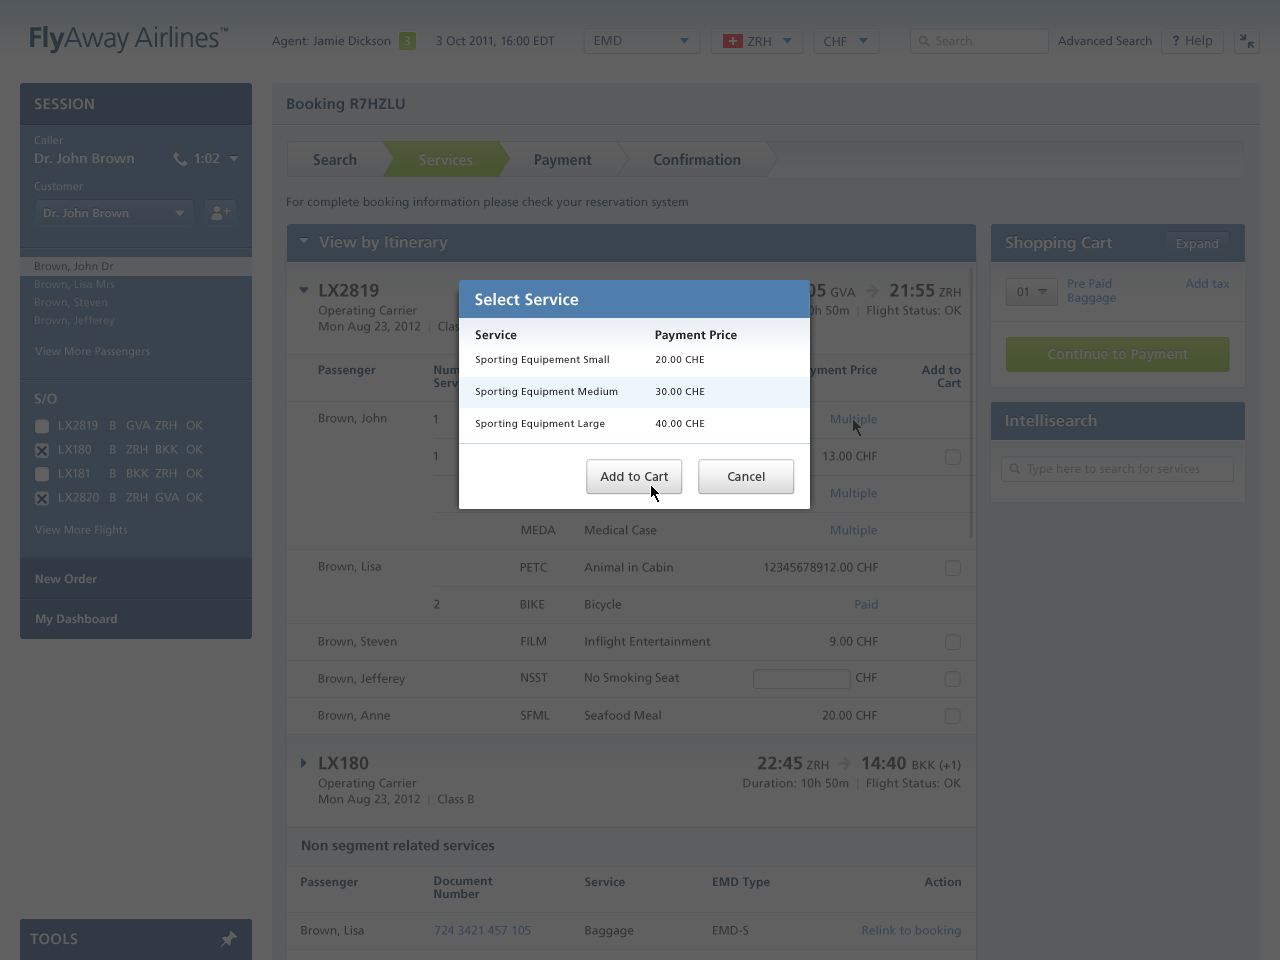 FlyAway Airlines™
Agent: Jamie Dickson 3 3 Oct 2011, 16:00 EDT EMD ZRH CHF Search Advanced Search ? Help
SESSION
Caller
Dr. John Brown 1:02
Customer
Dr. John Brown
Brown, John Dr
Brown, Lisa Mrs
Brown, Steven
Brown, Jefferey
View More Passengers
S/O
LX2819 B GVA ZRH OK
LX180 B ZRH BKK OK
LX181 B BKK ZRH OK
LX2820 B ZRH GVA OK
View More Flights
New Order
My Dashboard
TOOLS
Booking R7HZLU
Search Services Payment Confirmation
For complete booking information please check your reservation system
View by Itinerary
LX2819 05 GVA 21:55 ZRH
Operating Carrier 0h 50m | Flight Status: OK
Mon Aug 23, 2012 | Clas
Passenger Num yment Price Add to
Serv Cart
Brown, John 1 Multiple
1 13.00 CHF
Multiple
MEDA Medical Case Multiple
Brown, Lisa PETC Animal in Cabin 12345678912.00 CHF
2 BIKE Bicycle Paid
Brown, Steven FILM Inflight Entertainment 9.00 CHF
Brown, Jefferey NSST No Smoking Seat CHF
Brown, Anne SFML Seafood Meal 20.00 CHF
LX180 22:45 ZRH 14:40 BKK (+1)
Operating Carrier Duration: 10h 50m | Flight Status: OK
Mon Aug 23, 2012 | Class B
Non segment related services
Passenger Document Service EMD Type Action
Number
Brown, Lisa 724 3421 457 105 Baggage EMD-S Relink to booking
Select Service
Service Payment Price
Sporting Equipement Small 20.00 CHE
Sporting Equipment Medium 30.00 CHE
Sporting Equipment Large 40.00 CHE
Add to Cart Cancel
Shopping Cart Expand
01 Pre Paid Add tax
Baggage
Continue to Payment
Intellisearch
Type here to search for services